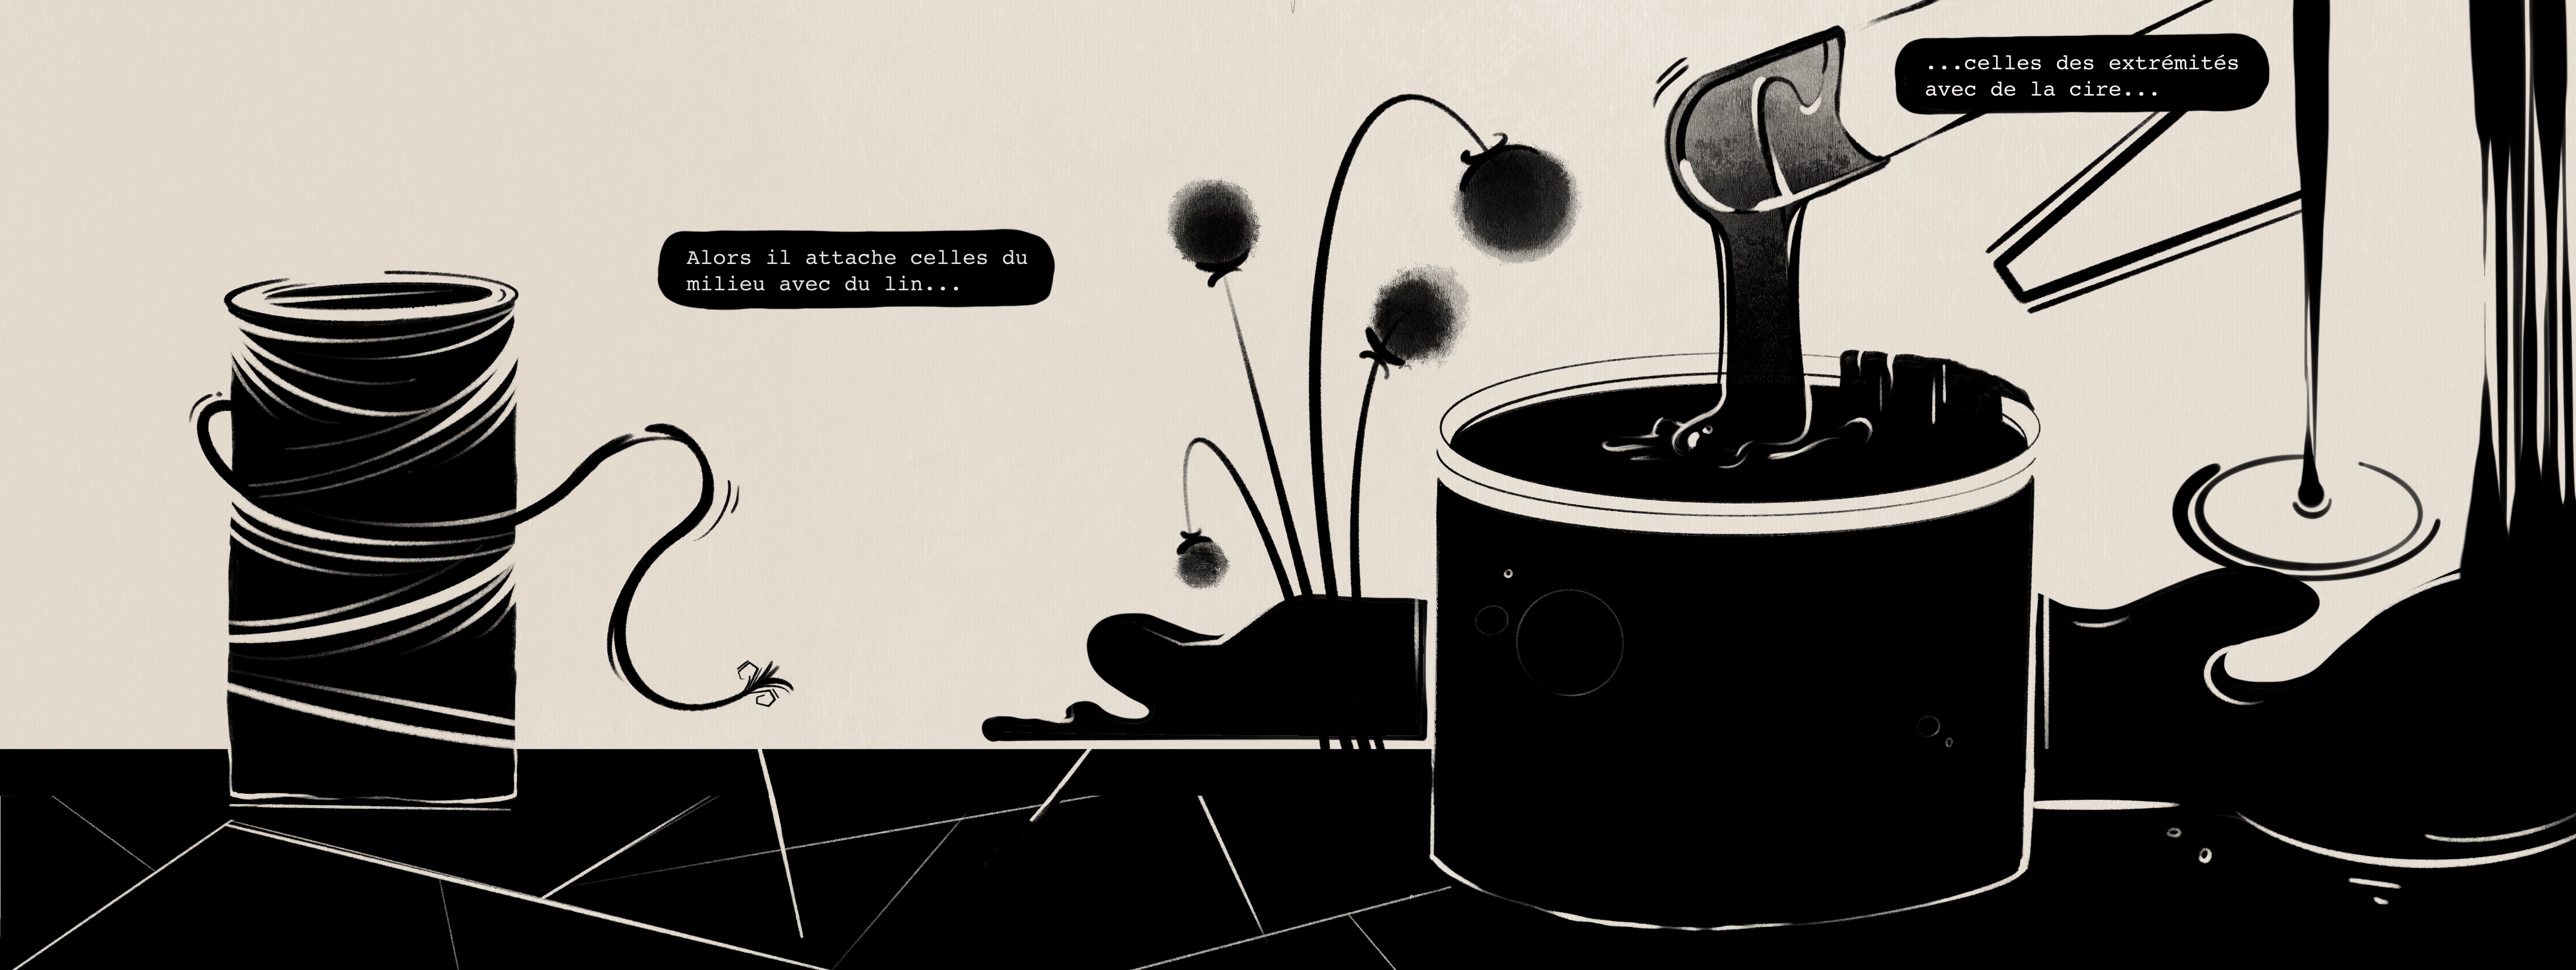 Alors il attache celles du
milieu avec du lin...
...celles des extrémités
avec de la cire...